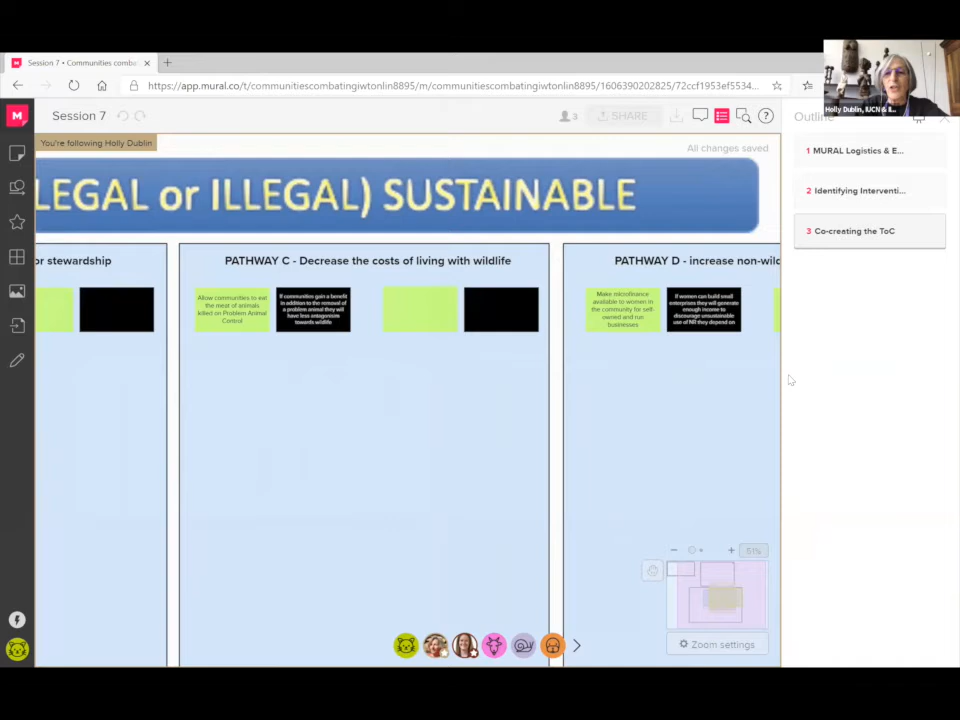 Session 7 • Communities comba
https://app.mural.co/t/communitiescombatingiwtonlin8895/m/communitiescombatingiwtonlin8895/1606390202825/72ccf1953ef5534...
Holly Dublin, IUCN & II...
Session 7
3
SHARE
Outline
You're following Holly Dublin
All changes saved
1 MURAL Logistics & E...
2 Identifying Interventi...
3 Co-creating the ToC
LEGAL or ILLEGAL) SUSTAINABLE
or stewardship
PATHWAY C - Decrease the costs of living with wildlife
PATHWAY D - increase non-wild
Allow communities to eat
the meat of animals
killed on Problem Animal
Control
If communities gain a benefit
in addition to the removal of
a problem animal they will
have less antagonism
towards wildlife
Make microfinance
available to women in
the community for self-
owned and run
businesses
If women can build small
enterprises they will generate
enough income to
discourage unsustainable
use of NR they depend on
51%
Zoom settings